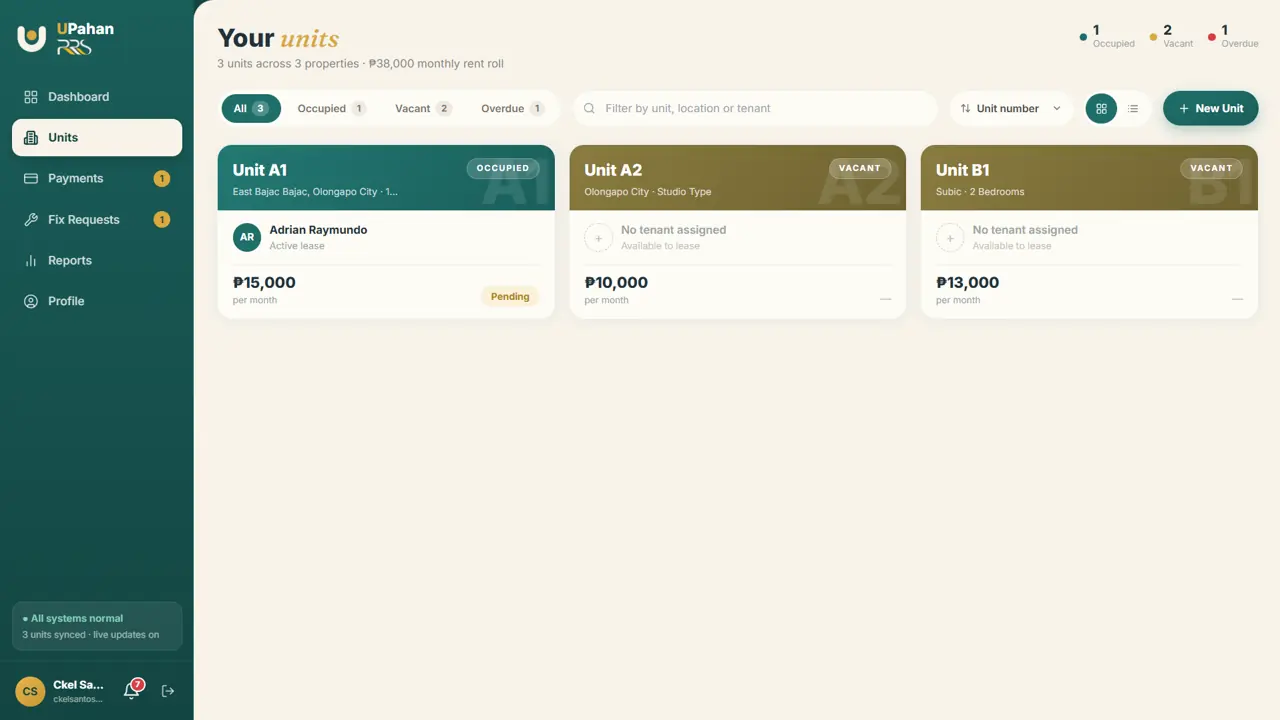 UPahan
RRS
Dashboard
Units
Payments 1
Fix Requests 1
Reports
Profile
● All systems normal
3 units synced · live updates on
CS
Ckel Sa...
ckelsantos...
7
Your units
3 units across 3 properties · ₱38,000 monthly rent roll
1 Occupied
2 Vacant
1 Overdue
All 3
Occupied 1
Vacant 2
Overdue 1
Filter by unit, location or tenant
Unit number
+ New Unit
Unit A1
OCCUPIED
A1
East Bajac Bajac, Olongapo City · 1...
AR
Adrian Raymundo
Active lease
₱15,000
per month
Pending
Unit A2
VACANT
A2
Olongapo City · Studio Type
+
No tenant assigned
Available to lease
₱10,000
per month
—
Unit B1
VACANT
B1
Subic · 2 Bedrooms
+
No tenant assigned
Available to lease
₱13,000
per month
—